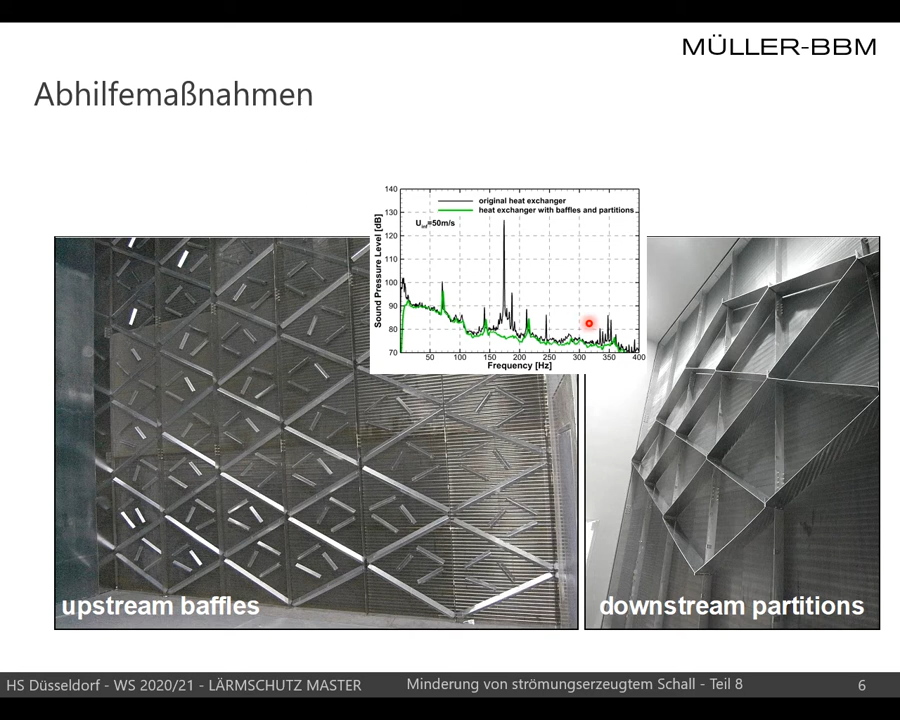 MÜLLER-BBM
Abhilfemaßnahmen
140
130
120
110
100
90
80
70
Sound Pressure Level [dB]
original heat exchanger
heat exchanger with baffles and partitions
50
100
150
200
250
300
350
400
Frequency [Hz]
upstream baffles
downstream partitions
HS Düsseldorf - WS 2020/21 - LÄRMSCHUTZ MASTER
Minderung von strömungserzeugtem Schall - Teil 8
6